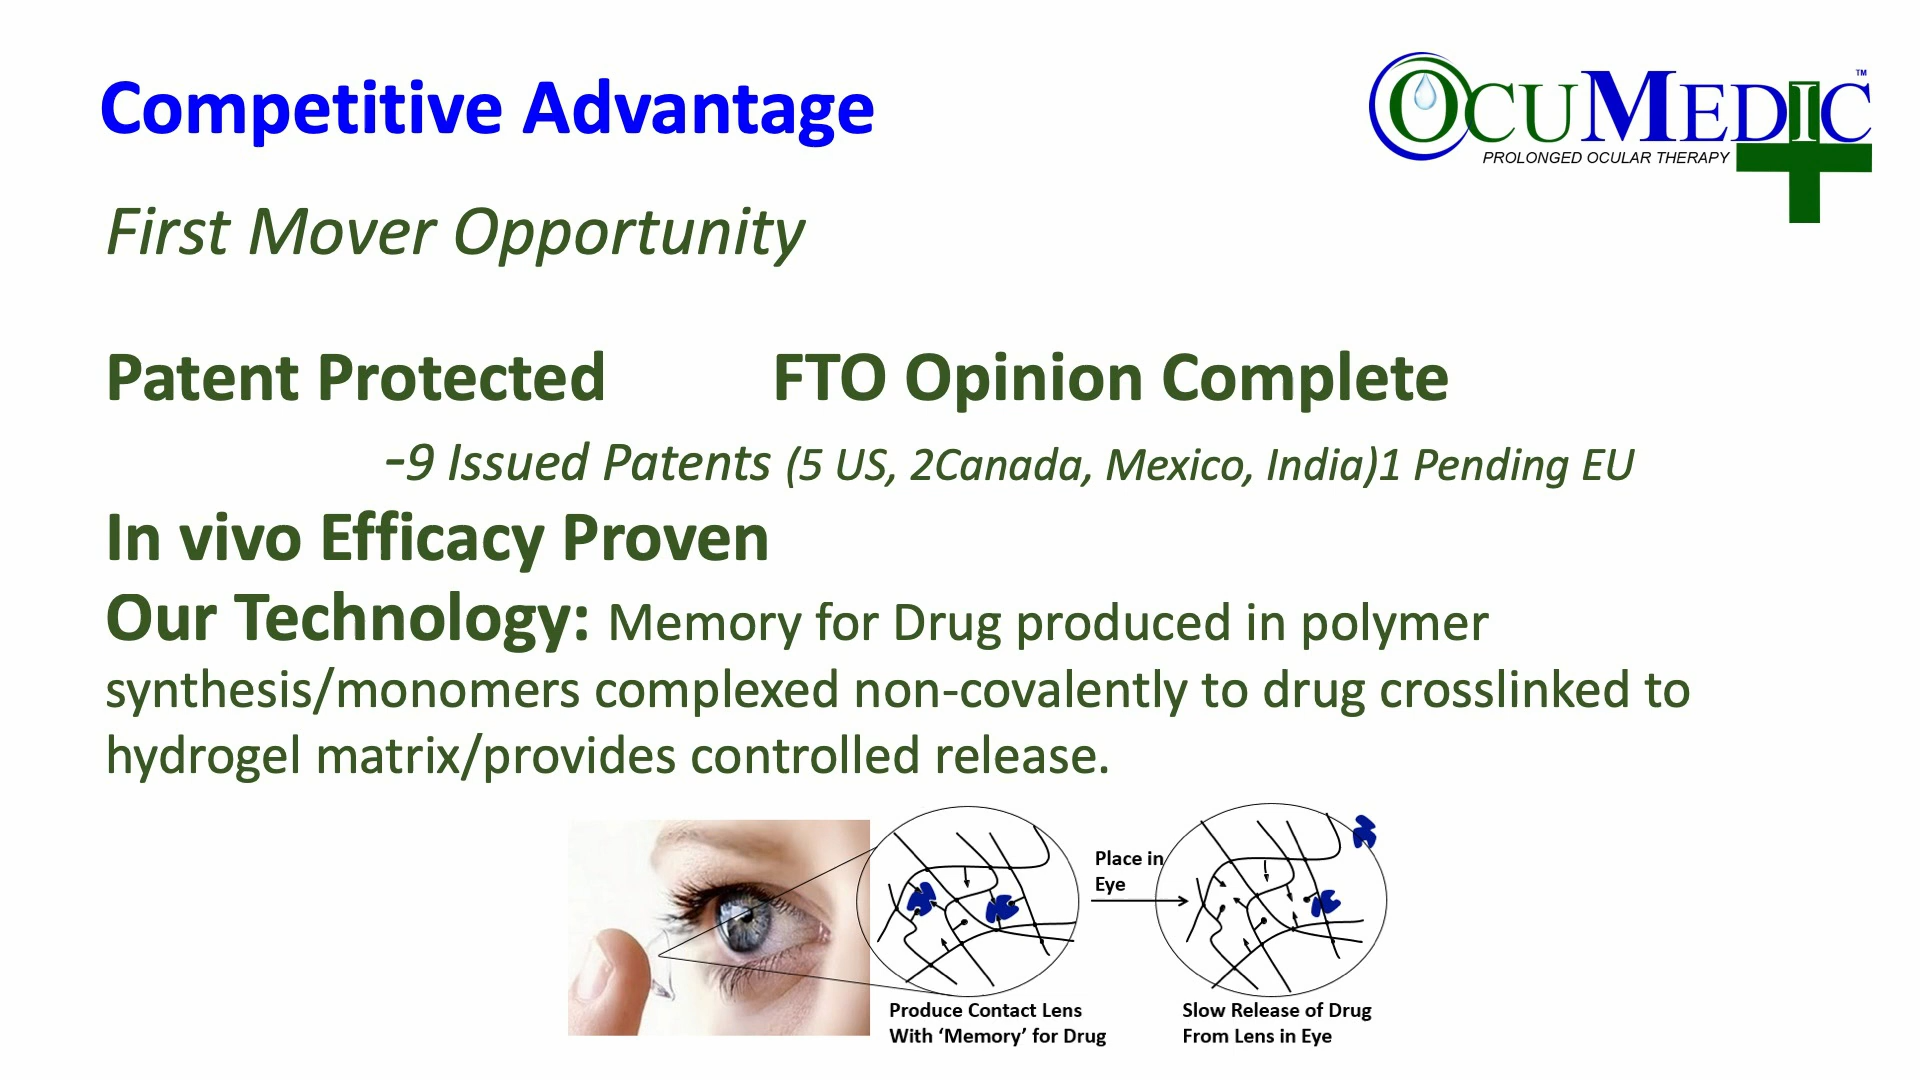 Competitive Advantage
OCUMEDIC™
PROLONGED OCULAR THERAPY
First Mover Opportunity
Patent Protected FTO Opinion Complete
-9 Issued Patents (5 US, 2Canada, Mexico, India)1 Pending EU
In vivo Efficacy Proven
Our Technology: Memory for Drug produced in polymer
synthesis/monomers complexed non-covalently to drug crosslinked to
hydrogel matrix/provides controlled release.
Place in
Eye
Produce Contact Lens
With ‘Memory’ for Drug
Slow Release of Drug
From Lens in Eye